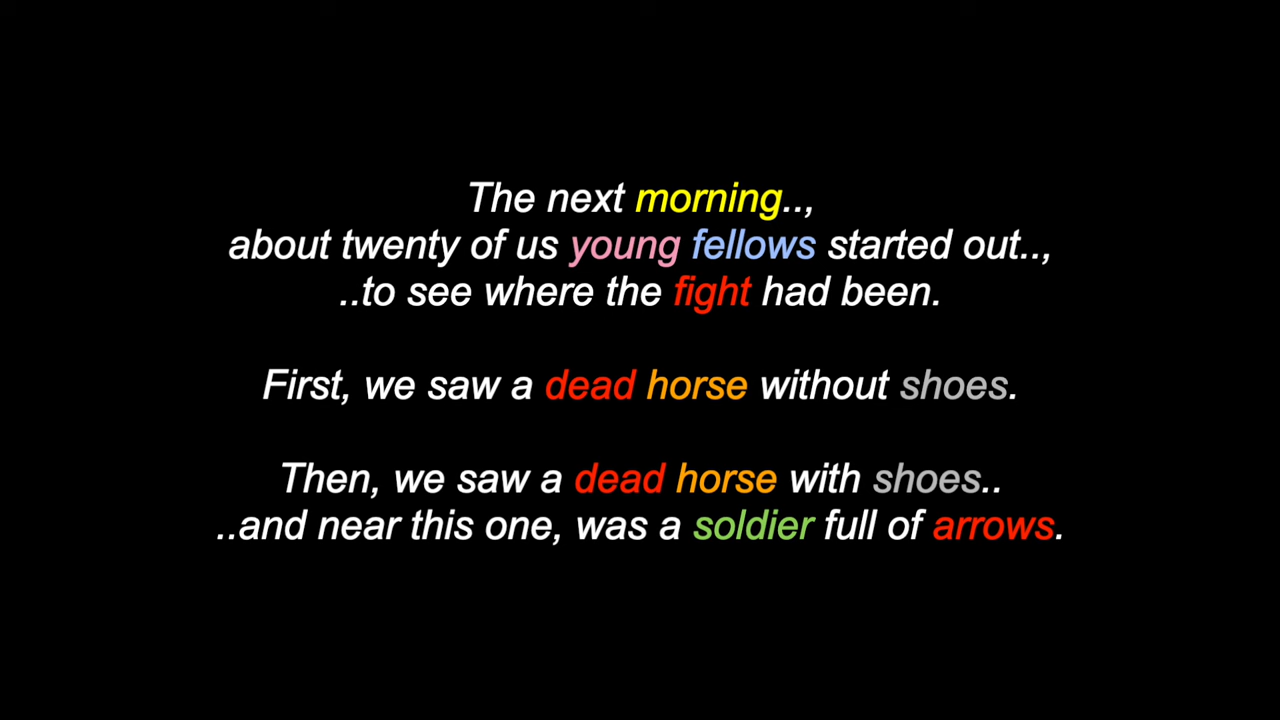 The next morning..,
about twenty of us young fellows started out..,
..to see where the fight had been.
First, we saw a dead horse without shoes.
Then, we saw a dead horse with shoes..
..and near this one, was a soldier full of arrows.